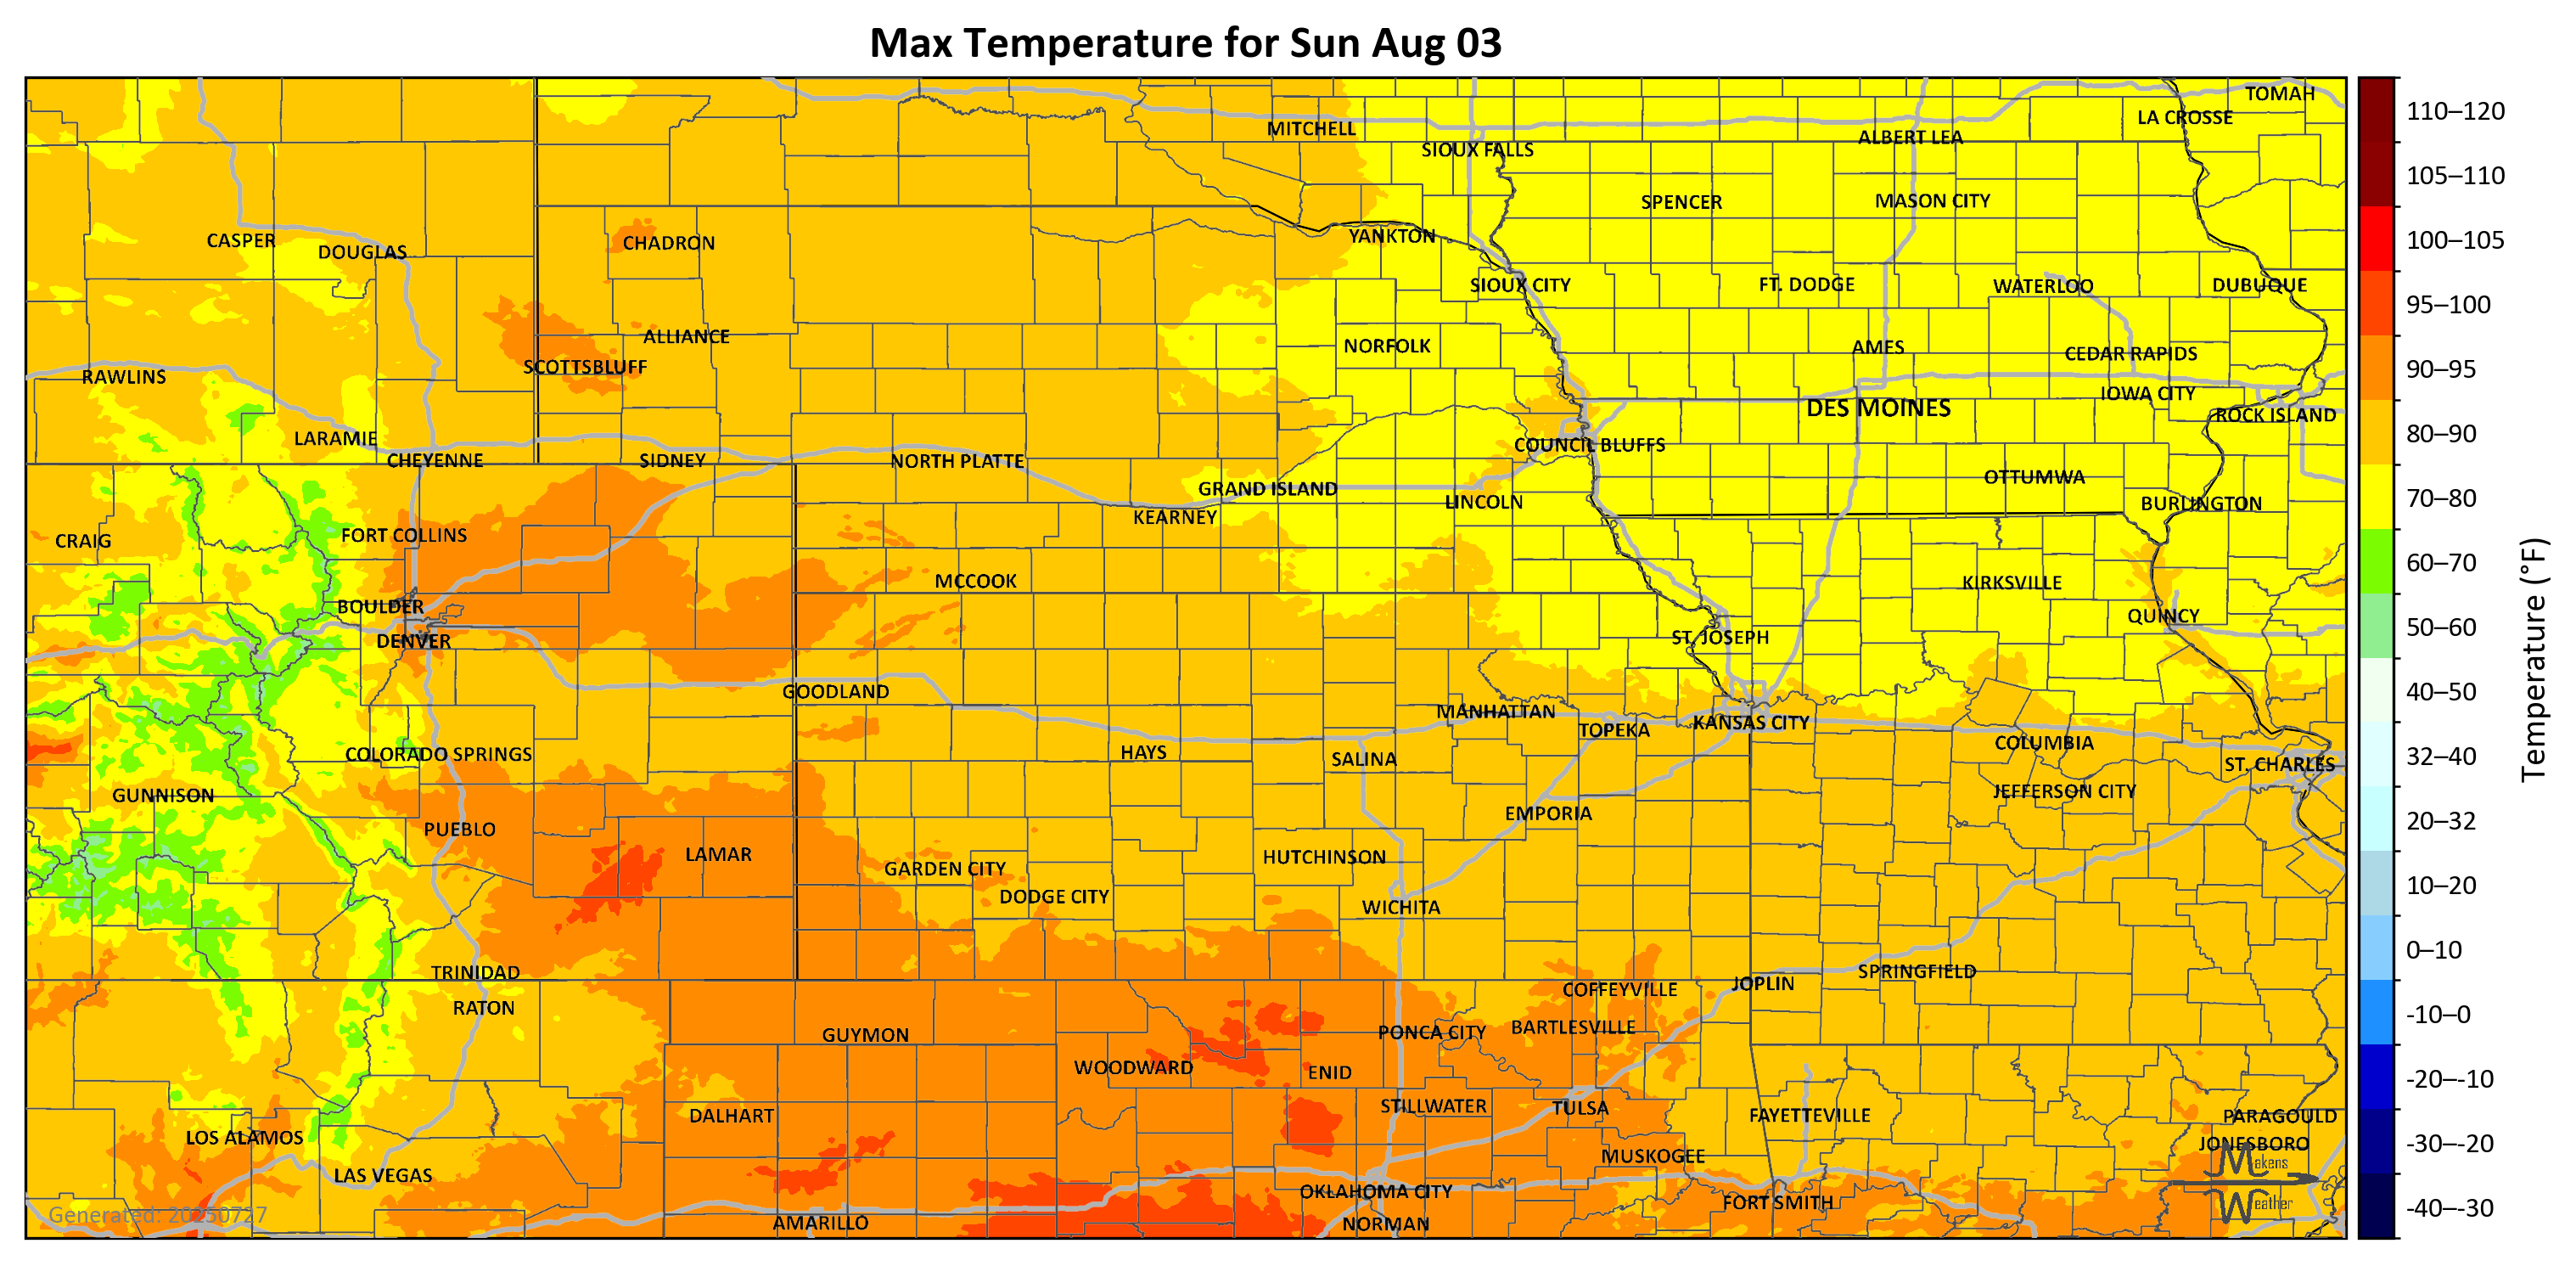 Max Temperature for Sun Aug 03
TOMAH
LA CROSSE
MITCHELL
ALBERT LEA
SIOUX FALLS
SPENCER
MASON CITY
CASPER
DOUGLAS
CHADRON
YANKTON
SIOUX CITY
FT. DODGE
WATERLOO
DUBUQUE
ALLIANCE
NORFOLK
AMES
CEDAR RAPIDS
SCOTTSBLUFF
RAWLINS
IOWA CITY
DES MOINES
ROCK ISLAND
LARAMIE
COUNCIL BLUFFS
CHEYENNE
SIDNEY
NORTH PLATTE
OTTUMWA
GRAND ISLAND
LINCOLN
BURLINGTON
KEARNEY
FORT COLLINS
CRAIG
MCCOOK
KIRKSVILLE
BOULDER
QUINCY
DENVER
ST. JOSEPH
GOODLAND
MANHATTAN
KANSAS CITY
TOPEKA
COLUMBIA
COLORADO SPRINGS
HAYS
SALINA
ST. CHARLES
GUNNISON
JEFFERSON CITY
EMPORIA
PUEBLO
LAMAR
HUTCHINSON
GARDEN CITY
DODGE CITY
WICHITA
TRINIDAD
SPRINGFIELD
JOPLIN
COFFEYVILLE
RATON
BARTLESVILLE
PONCA CITY
GUYMON
WOODWARD
ENID
STILLWATER
TULSA
DALHART
FAYETTEVILLE
PARAGOULD
LOS ALAMOS
JONESBORO
MUSKOGEE
LAS VEGAS
OKLAHOMA CITY
FORT SMITH
AMARILLO
NORMAN
Generated: 20250727
Makens
Weather
110–120
105–110
100–105
95–100
90–95
80–90
70–80
60–70
50–60
40–50
32–40
20–32
10–20
0–10
-10–0
-20–-10
-30–-20
-40–-30
Temperature (°F)